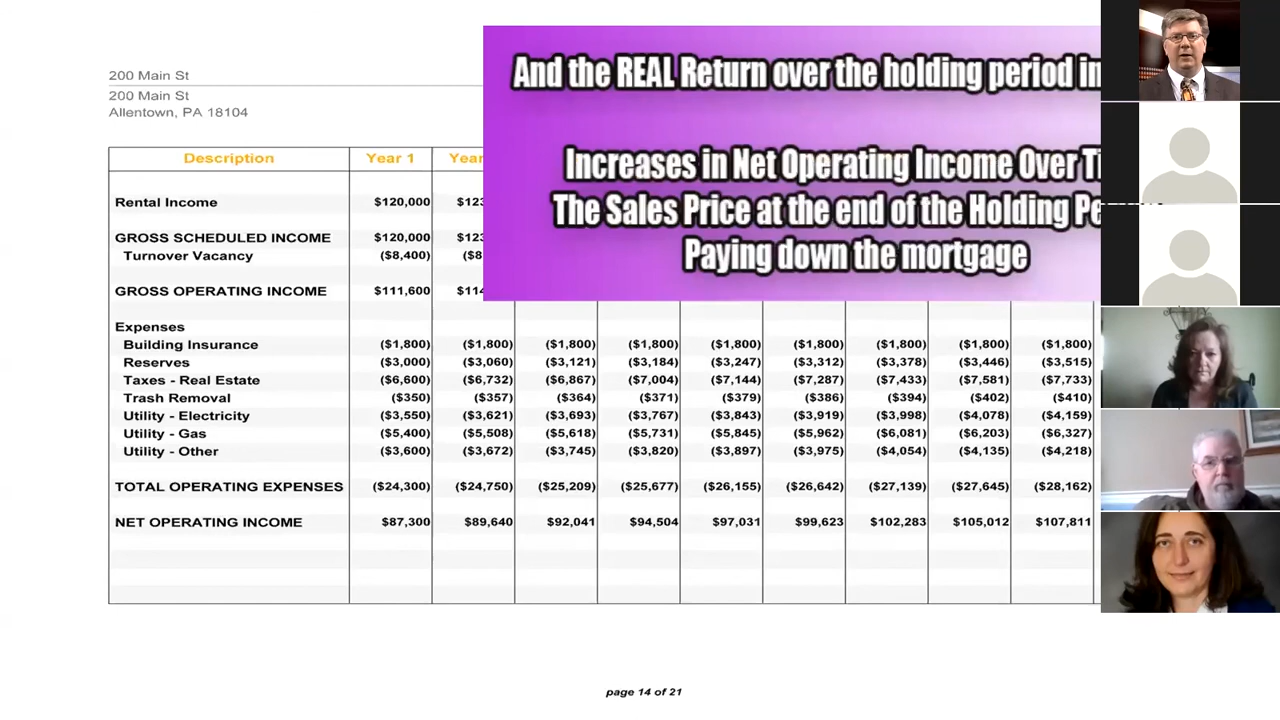 200 Main St
200 Main St
Allentown, PA 18104
And the REAL Return over the holding period in
Increases in Net Operating Income Over
The Sales Price at the end of the Holding
Paying down the mortgage
Description Year 1
Rental Income $120,000
GROSS SCHEDULED INCOME $120,000
Turnover Vacancy ($8,400)
GROSS OPERATING INCOME $111,600
Expenses
Building Insurance ($1,800) ($1,800) ($1,800) ($1,800) ($1,800) ($1,800) ($1,800) ($1,800) ($1,800)
Reserves ($3,000) ($3,060) ($3,121) ($3,184) ($3,247) ($3,312) ($3,378) ($3,446) ($3,515)
Taxes - Real Estate ($6,600) ($6,732) ($6,867) ($7,004) ($7,144) ($7,287) ($7,433) ($7,581) ($7,733)
Trash Removal ($350) ($357) ($364) ($371) ($379) ($386) ($394) ($402) ($410)
Utility - Electricity ($3,550) ($3,621) ($3,693) ($3,767) ($3,843) ($3,919) ($3,998) ($4,078) ($4,159)
Utility - Gas ($5,400) ($5,508) ($5,618) ($5,731) ($5,845) ($5,962) ($6,081) ($6,203) ($6,327)
Utility - Other ($3,600) ($3,672) ($3,745) ($3,820) ($3,897) ($3,975) ($4,054) ($4,135) ($4,218)
TOTAL OPERATING EXPENSES ($24,300) ($24,750) ($25,209) ($25,677) ($26,155) ($26,642) ($27,139) ($27,645) ($28,162)
NET OPERATING INCOME $87,300 $89,640 $92,041 $94,504 $97,031 $99,623 $102,283 $105,012 $107,811
page 14 of 21